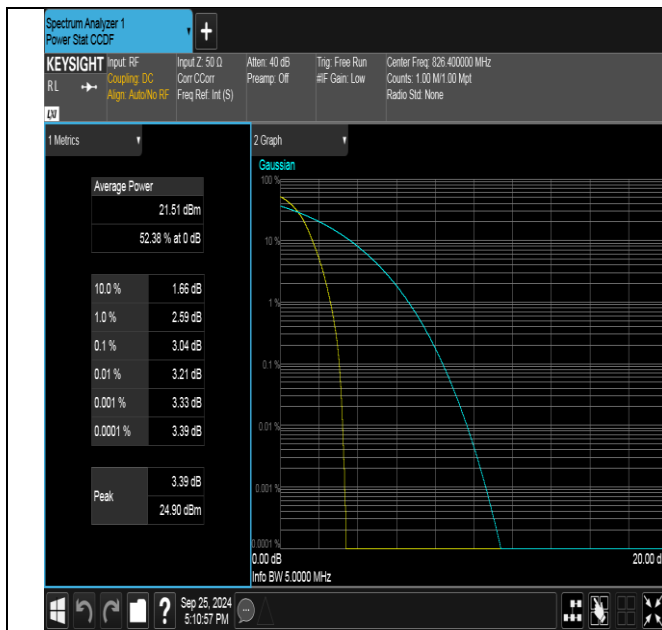 Spectrum Analyzer 1
Power Stat CCDF
+
KEYSIGHT
RL
LXI
Input: RF
Coupling: DC
Align: Auto/No RF
Input Z: 50 Ω
Corr CCorr
Freq Ref: Int (S)
Atten: 40 dB
Preamp: Off
Trig: Free Run
#IF Gain: Low
Center Freq: 826.400000 MHz
Counts: 1.00 M/1.00 Mpt
Radio Std: None
1 Metrics
Average Power
21.51 dBm
52.38 % at 0 dB
10.0 % 1.66 dB
1.0 % 2.59 dB
0.1 % 3.04 dB
0.01 % 3.21 dB
0.001 % 3.33 dB
0.0001 % 3.39 dB
Peak
3.39 dB
24.90 dBm
2 Graph
Gaussian
100 %
10 %
1 %
0.1 %
0.01 %
0.001 %
0.0001 %
0.00 dB
20.00 d
Info BW 5.0000 MHz
?
Sep 25, 2024
5:10:57 PM